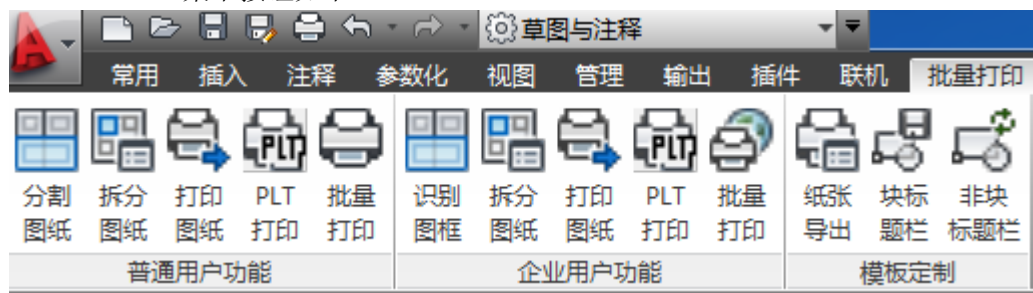 草图与注释
常用 插入 注释 参数化 视图 管理 输出 插件 联机 批量打印
PLT PLT
分割 拆分 打印 PLT 批量 识别 拆分 打印 PLT 批量 纸张 块标 非块
图纸 图纸 图纸 打印 打印 图框 图纸 图纸 打印 打印 导出 题栏 标题栏
普通用户功能 企业用户功能 模板定制